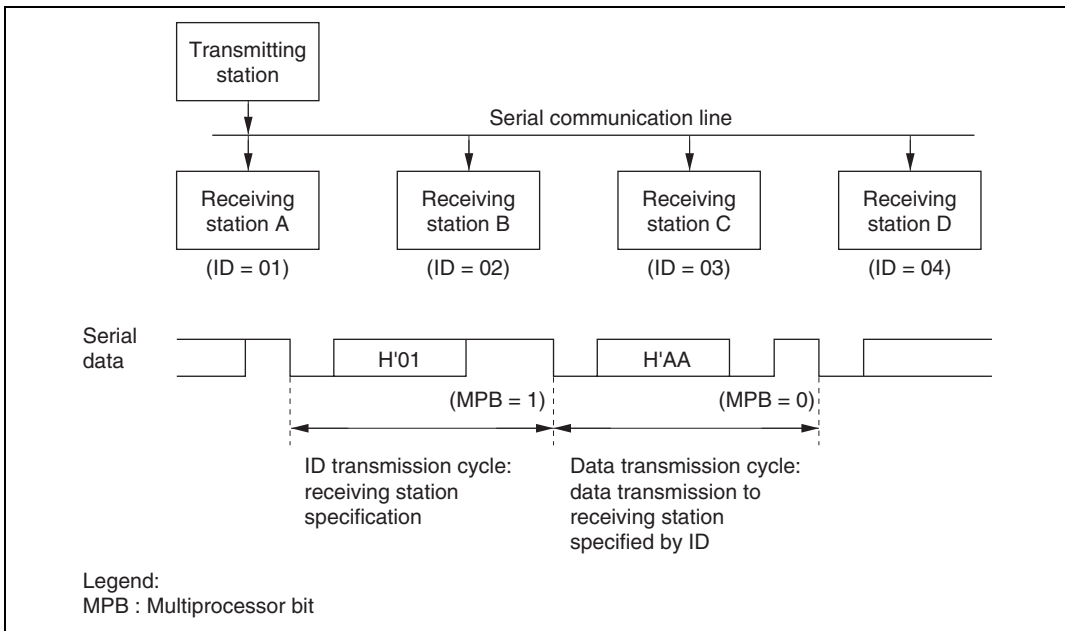 Transmitting
station
Serial communication line
Receiving
station A
Receiving
station B
Receiving
station C
Receiving
station D
(ID = 01)
(ID = 02)
(ID = 03)
(ID = 04)
Serial
data
H'01
H'AA
(MPB = 1)
(MPB = 0)
ID transmission cycle:
receiving station
specification
Data transmission cycle:
data transmission to
receiving station
specified by ID
Legend:
MPB : Multiprocessor bit